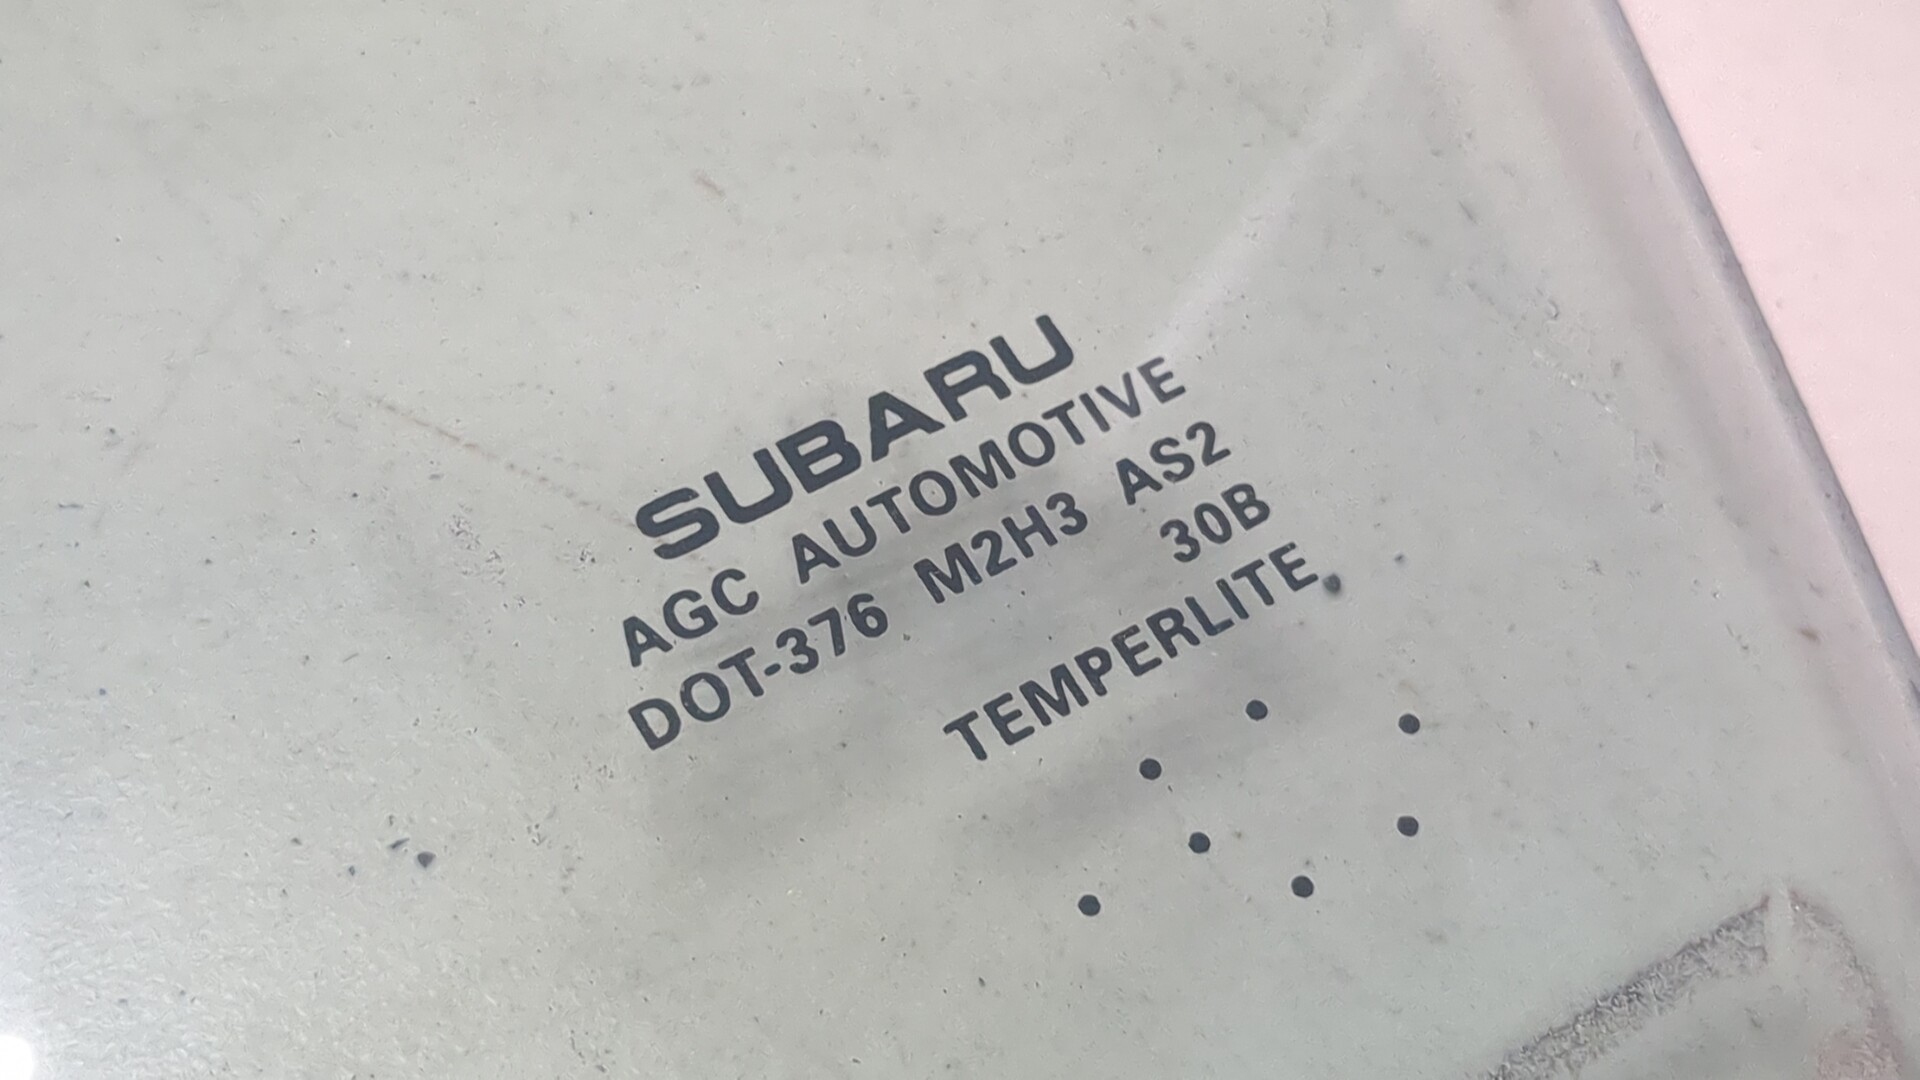 SUBARU
AGC AUTOMOTIVE
DOT-376 M2H3 AS2
30B
TEMPERLITE